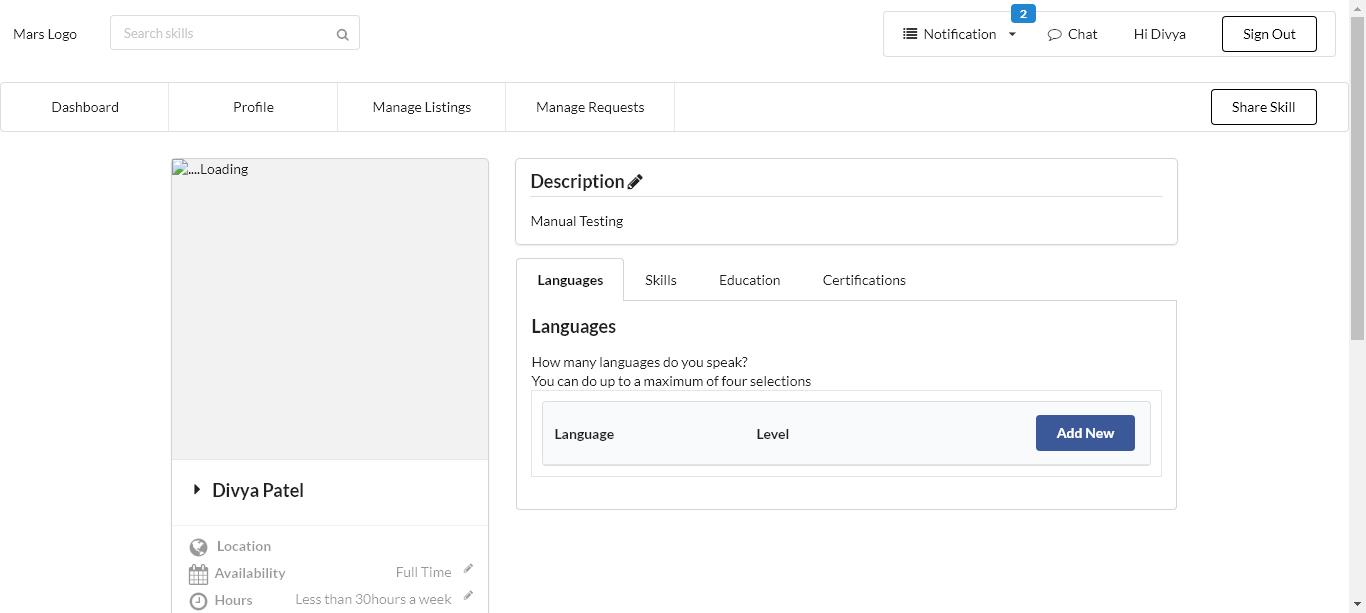 Mars Logo
Search skills
2
Notification
Chat
Hi Divya
Sign Out
Dashboard
Profile
Manage Listings
Manage Requests
Share Skill
....Loading
Description
Manual Testing
Languages
Skills
Education
Certifications
Languages
How many languages do you speak?
You can do up to a maximum of four selections
Language
Level
Add New
Divya Patel
Location
Availability
Full Time
Hours
Less than 30hours a week